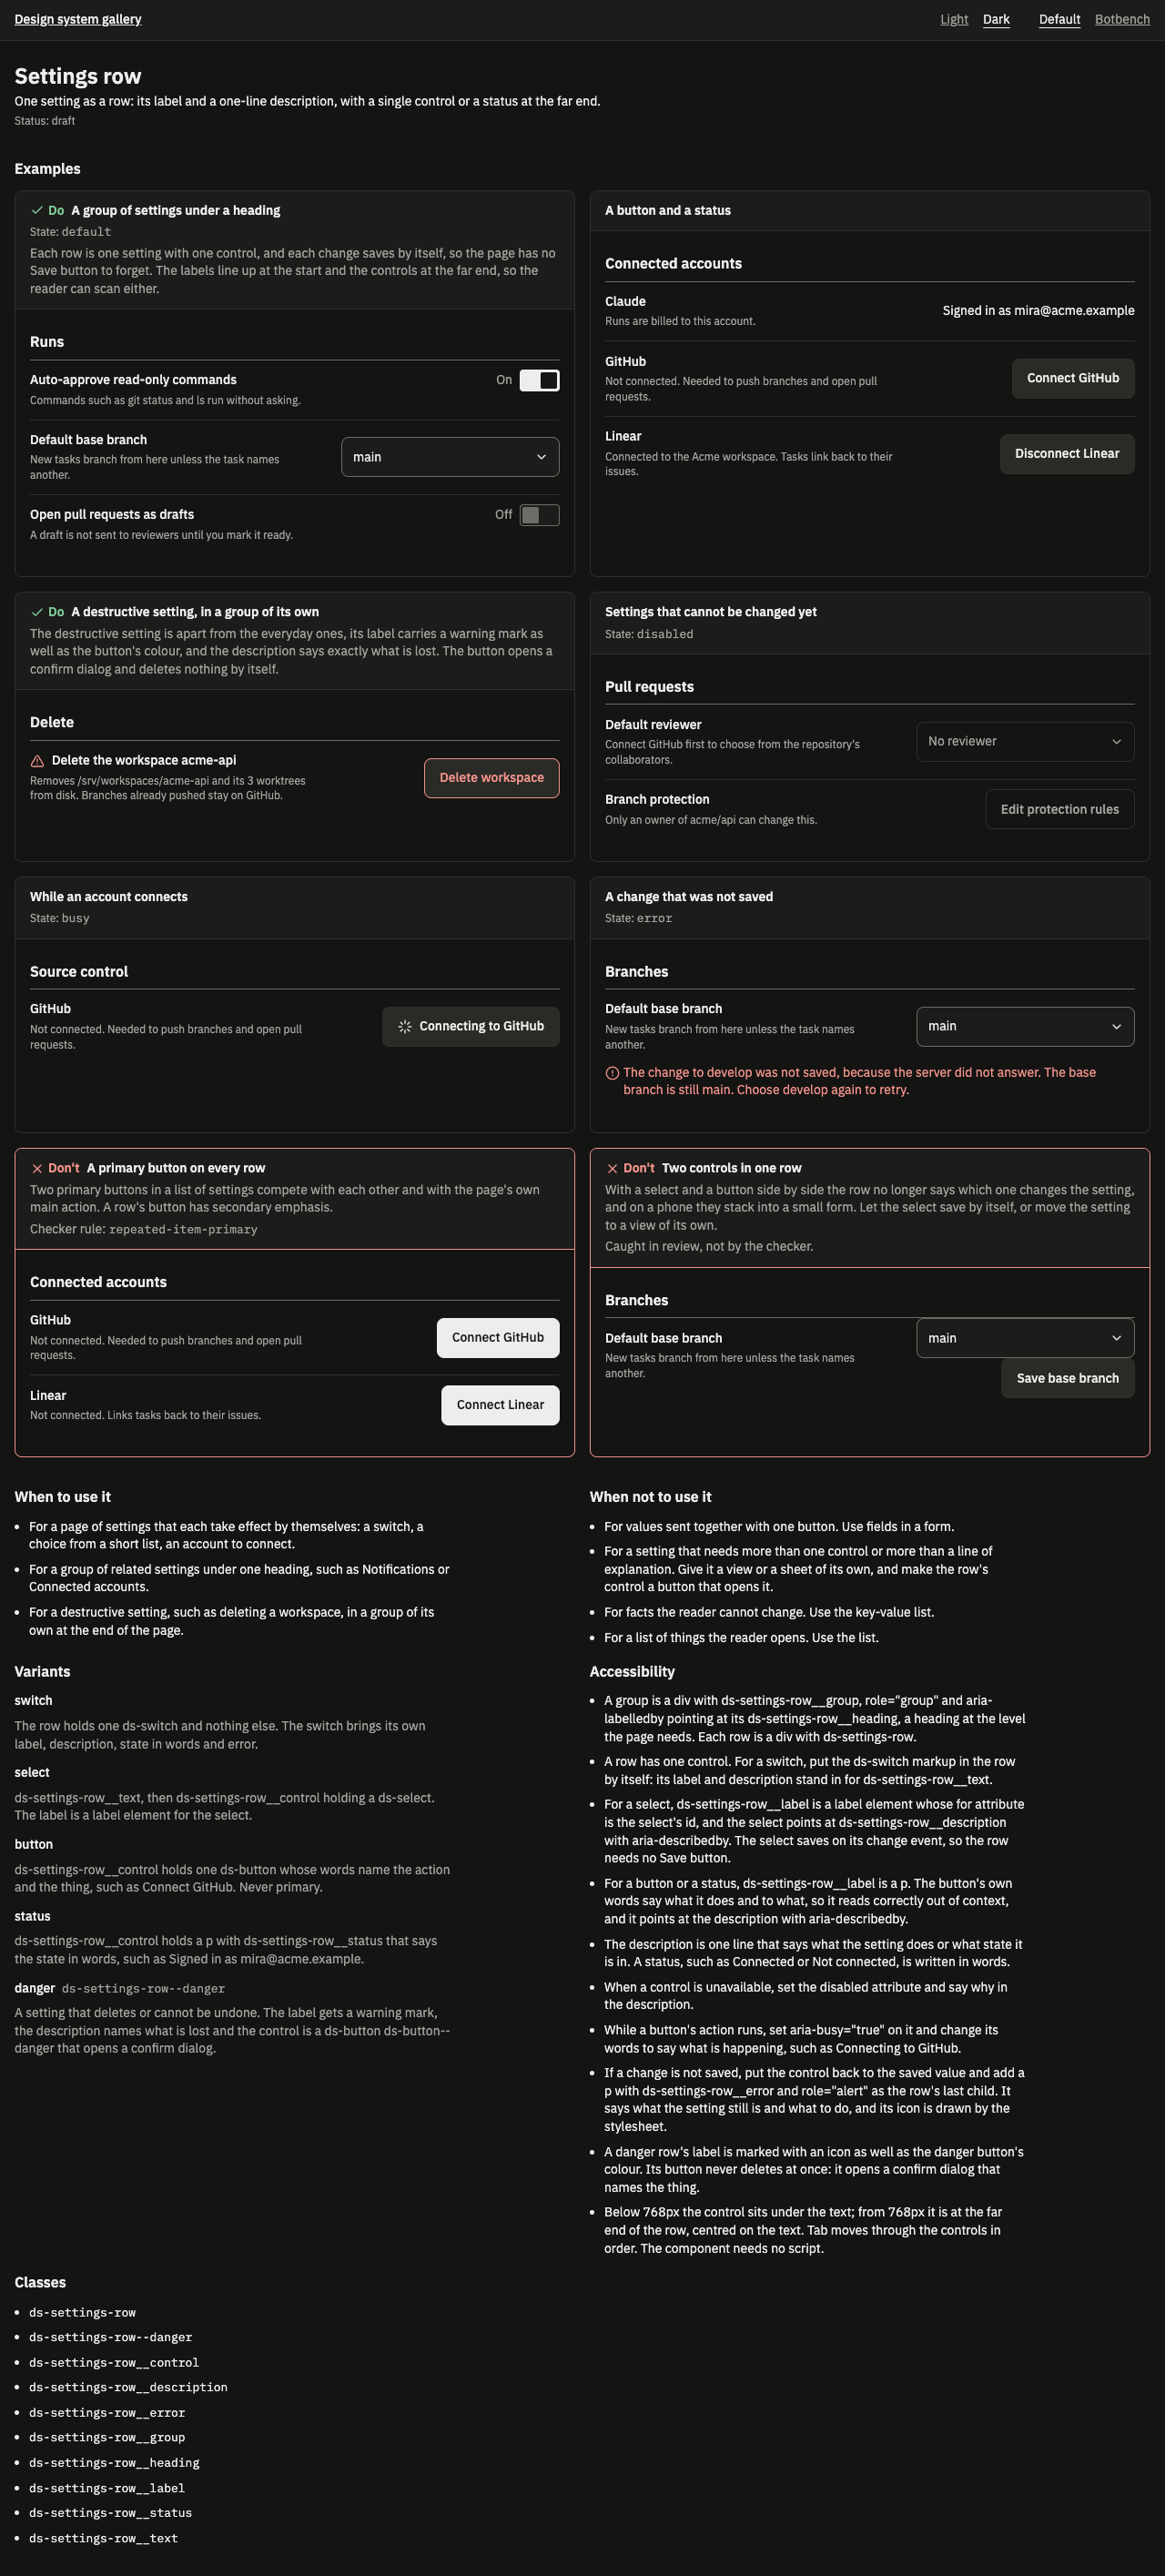 Design system gallery
Light Dark Default Botbench
Settings row
One setting as a row: its label and a one-line description, with a single control or a status at the far end.
Status: draft
Examples
Do A group of settings under a heading
State: default
Each row is one setting with one control, and each change saves by itself, so the page has no
Save button to forget. The labels line up at the start and the controls at the far end, so the
reader can scan either.
Runs
Auto-approve read-only commands
On
Commands such as git status and ls run without asking.
Default base branch
New tasks branch from here unless the task names
another.
main
Open pull requests as drafts
Off
A draft is not sent to reviewers until you mark it ready.
A button and a status
Connected accounts
Claude
Runs are billed to this account.
Signed in as mira@acme.example
GitHub
Not connected. Needed to push branches and open pull
requests.
Connect GitHub
Linear
Connected to the Acme workspace. Tasks link back to their
issues.
Disconnect Linear
Do A destructive setting, in a group of its own
The destructive setting is apart from the everyday ones, its label carries a warning mark as
well as the button's colour, and the description says exactly what is lost. The button opens a
confirm dialog and deletes nothing by itself.
Delete
Delete the workspace acme-api
Removes /srv/workspaces/acme-api and its 3 worktrees
from disk. Branches already pushed stay on GitHub.
Delete workspace
Settings that cannot be changed yet
State: disabled
Pull requests
Default reviewer
Connect GitHub first to choose from the repository's
collaborators.
No reviewer
Branch protection
Only an owner of acme/api can change this.
Edit protection rules
While an account connects
State: busy
Source control
GitHub
Not connected. Needed to push branches and open pull
requests.
Connecting to GitHub
A change that was not saved
State: error
Branches
Default base branch
New tasks branch from here unless the task names
another.
main
The change to develop was not saved, because the server did not answer. The base
branch is still main. Choose develop again to retry.
Don't A primary button on every row
Two primary buttons in a list of settings compete with each other and with the page's own
main action. A row's button has secondary emphasis.
Checker rule: repeated-item-primary
Connected accounts
GitHub
Not connected. Needed to push branches and open pull
requests.
Connect GitHub
Linear
Not connected. Links tasks back to their issues.
Connect Linear
Don't Two controls in one row
With a select and a button side by side the row no longer says which one changes the setting,
and on a phone they stack into a small form. Let the select save by itself, or move the setting
to a view of its own.
Caught in review, not by the checker.
Branches
Default base branch
New tasks branch from here unless the task names
another.
main
Save base branch
When to use it
For a page of settings that each take effect by themselves: a switch, a
choice from a short list, an account to connect.
For a group of related settings under one heading, such as Notifications or
Connected accounts.
For a destructive setting, such as deleting a workspace, in a group of its
own at the end of the page.
When not to use it
For values sent together with one button. Use fields in a form.
For a setting that needs more than one control or more than a line of
explanation. Give it a view or a sheet of its own, and make the row's
control a button that opens it.
For facts the reader cannot change. Use the key-value list.
For a list of things the reader opens. Use the list.
Variants
switch
The row holds one ds-switch and nothing else. The switch brings its own
label, description, state in words and error.
select
ds-settings-row__text, then ds-settings-row__control holding a ds-select.
The label is a label element for the select.
button
ds-settings-row__control holds one ds-button whose words name the action
and the thing, such as Connect GitHub. Never primary.
status
ds-settings-row__control holds a p with ds-settings-row__status that says
the state in words, such as Signed in as mira@acme.example.
danger ds-settings-row--danger
A setting that deletes or cannot be undone. The label gets a warning mark,
the description names what is lost and the control is a ds-button ds-button--
danger that opens a confirm dialog.
Accessibility
A group is a div with ds-settings-row__group, role="group" and aria-
labelledby pointing at its ds-settings-row__heading, a heading at the level
the page needs. Each row is a div with ds-settings-row.
A row has one control. For a switch, put the ds-switch markup in the row
by itself: its label and description stand in for ds-settings-row__text.
For a select, ds-settings-row__label is a label element whose for attribute
is the select's id, and the select points at ds-settings-row__description
with aria-describedby. The select saves on its change event, so the row
needs no Save button.
For a button or a status, ds-settings-row__label is a p. The button's own
words say what it does and to what, so it reads correctly out of context,
and it points at the description with aria-describedby.
The description is one line that says what the setting does or what state it
is in. A status, such as Connected or Not connected, is written in words.
When a control is unavailable, set the disabled attribute and say why in
the description.
While a button's action runs, set aria-busy="true" on it and change its
words to say what is happening, such as Connecting to GitHub.
If a change is not saved, put the control back to the saved value and add a
p with ds-settings-row__error and role="alert" as the row's last child. It
says what the setting still is and what to do, and its icon is drawn by the
stylesheet.
A danger row's label is marked with an icon as well as the danger button's
colour. Its button never deletes at once: it opens a confirm dialog that
names the thing.
Below 768px the control sits under the text; from 768px it is at the far
end of the row, centred on the text. Tab moves through the controls in
order. The component needs no script.
Classes
ds-settings-row
ds-settings-row--danger
ds-settings-row__control
ds-settings-row__description
ds-settings-row__error
ds-settings-row__group
ds-settings-row__heading
ds-settings-row__label
ds-settings-row__status
ds-settings-row__text